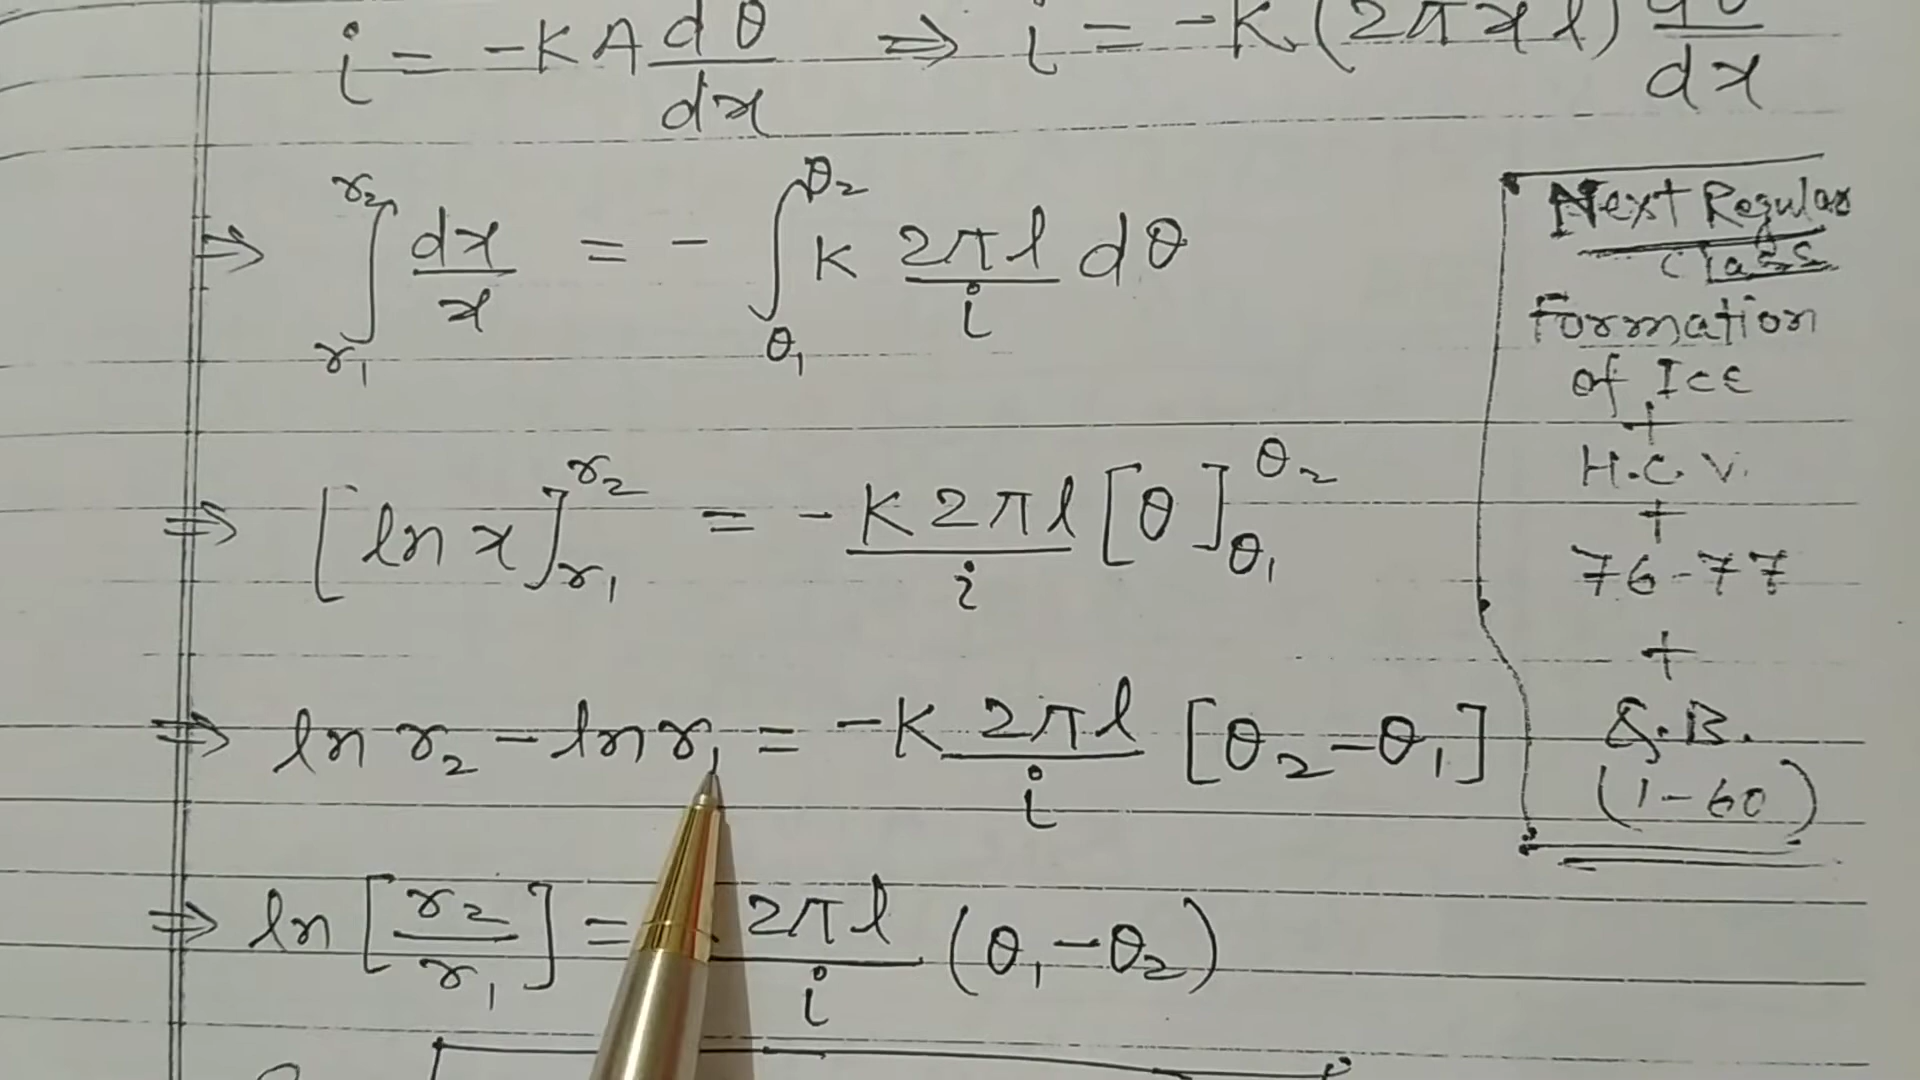 i = -KA dθ/dx ⇒ i = -K(2πxl) dθ/dx
⇒ ∫_{r₁}^{r₂} dx/x = - ∫_{θ₁}^{θ₂} K 2πl/i dθ
⇒ [ln x]_{r₁}^{r₂} = - K2πl/i [θ]_{θ₁}^{θ₂}
⇒ ln r₂ - ln r₁ = -K 2πl/i [θ₂-θ₁]
⇒ ln [r₂/r₁] = 2πl/i (θ₁-θ₂)
Next Regular
Class
Formation
of Ice
+
H.C.V.
+
76-77
+
Q.B.
(1-60)